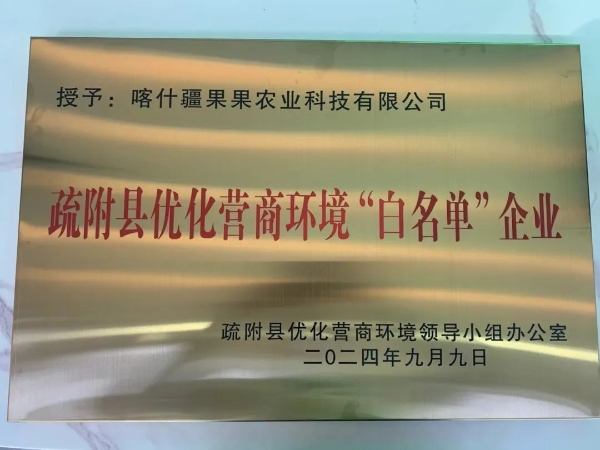 授予：喀什疆果果农业科技有限公司
疏附县优化营商环境“白名单”企业
疏附县优化营商环境领导小组办公室
二〇二四年九月九日